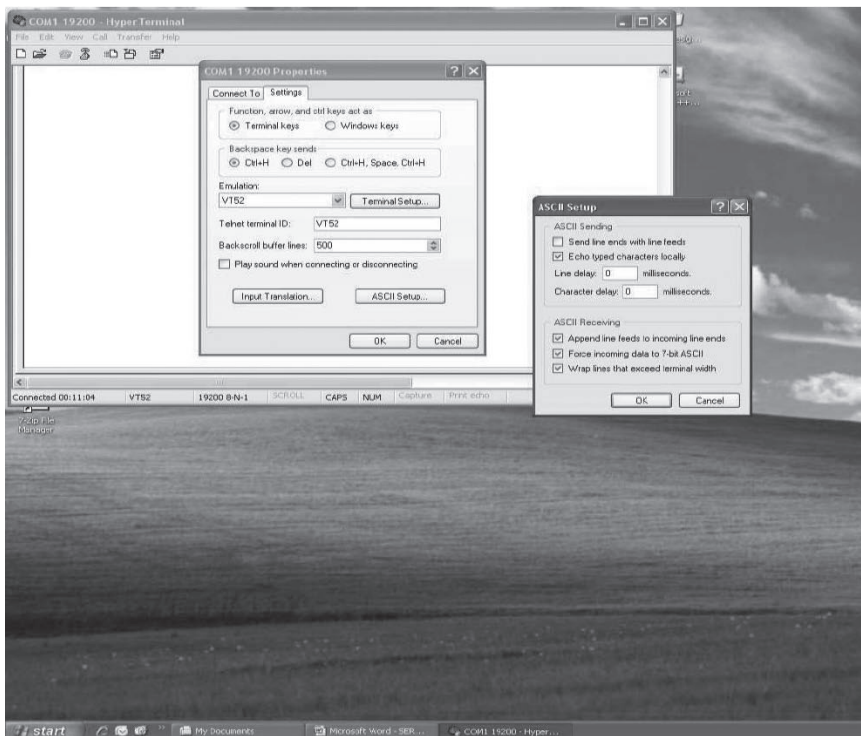 COM1 19200 - HyperTerminal
File Edit View Call Transfer Help
COM1 19200 Properties
Connect To Settings
Function, arrow, and ctrl keys act as
Terminal keys Windows keys
Backspace key sends
Ctrl+H Del Ctrl+H, Space, Ctrl+H
Emulation:
VT52 Terminal Setup...
Telnet terminal ID: VT52
Backscroll buffer lines: 500
Play sound when connecting or disconnecting
Input Translation... ASCII Setup...
OK Cancel
ASCII Setup
ASCII Sending
Send line ends with line feeds
Echo typed characters locally
Line delay: 0 milliseconds.
Character delay: 0 milliseconds.
ASCII Receiving
Append line feeds to incoming line ends
Force incoming data to 7-bit ASCII
Wrap lines that exceed terminal width
OK Cancel
Connected 00:11:04 VT52 19200 8-N-1 SCROLL CAPS NUM Capture Print echo
7-Zip File
Manager
start My Documents Microsoft Word - SER... COM1 19200 - Hyper...